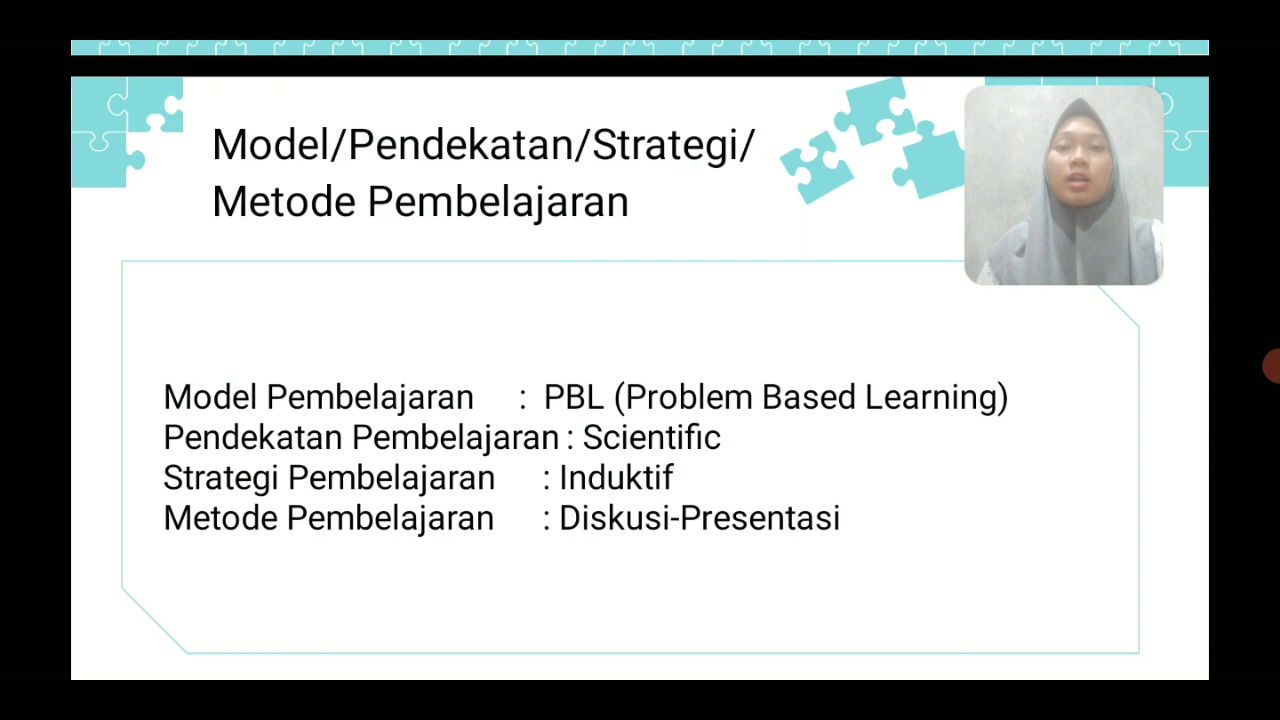 Model/Pendekatan/Strategi/
Metode Pembelajaran
Model Pembelajaran : PBL (Problem Based Learning)
Pendekatan Pembelajaran : Scientific
Strategi Pembelajaran : Induktif
Metode Pembelajaran : Diskusi-Presentasi